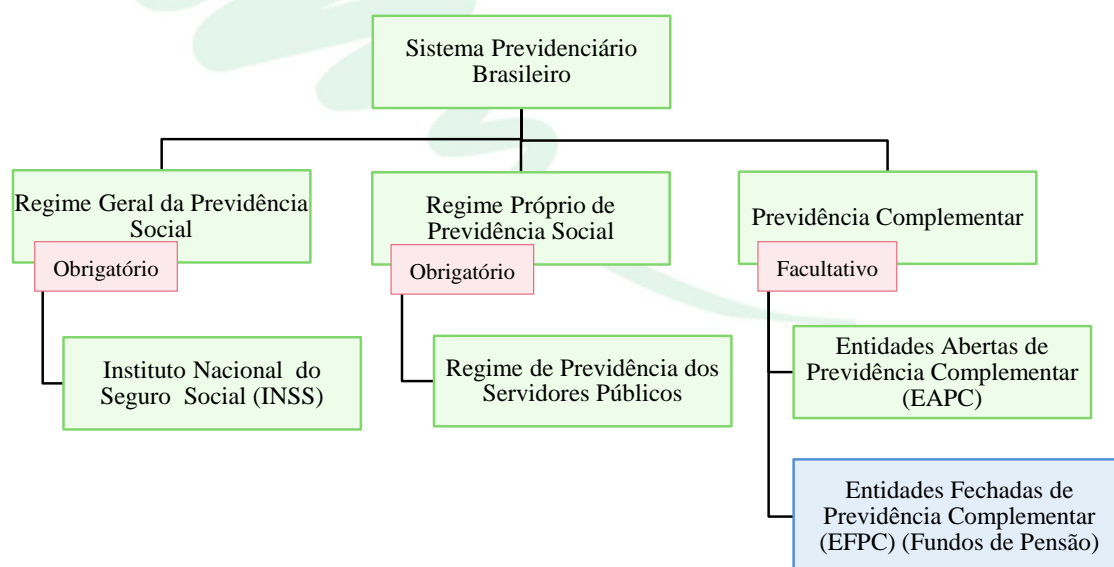 Sistema Previdenciário
Brasileiro
Regime Geral da Previdência
Social
Obrigatório
Instituto Nacional do
Seguro Social (INSS)
Regime Próprio de
Previdência Social
Obrigatório
Regime de Previdência dos
Servidores Públicos
Previdência Complementar
Facultativo
Entidades Abertas de
Previdência Complementar
(EAPC)
Entidades Fechadas de
Previdência Complementar
(EFPC) (Fundos de Pensão)